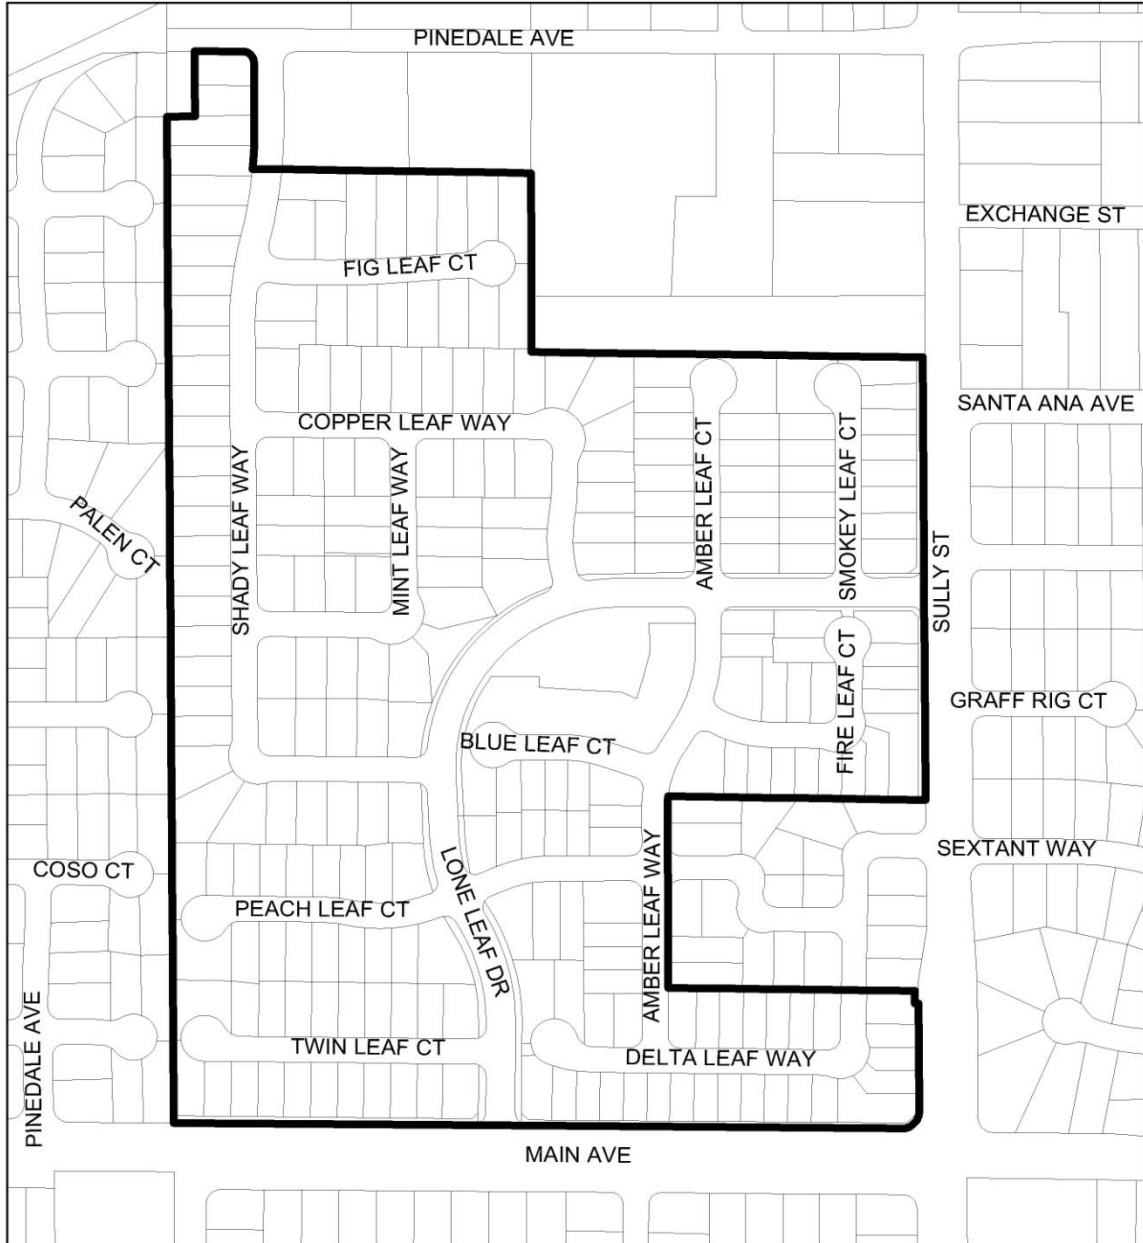 PINEDALE AVE
EXCHANGE ST
FIG LEAF CT
SANTA ANA AVE
COPPER LEAF WAY
SHADY LEAF WAY
MINT LEAF WAY
AMBER LEAF CT
SMOKEY LEAF CT
PALEN CT
SULLY ST
GRAFF RIG CT
BLUE LEAF CT
FIRE LEAF CT
SEXTANT WAY
COSO CT
LONE LEAF DR
AMBER LEAF WAY
PEACH LEAF CT
PINEDALE AVE
TWIN LEAF CT
DELTA LEAF WAY
MAIN AVE